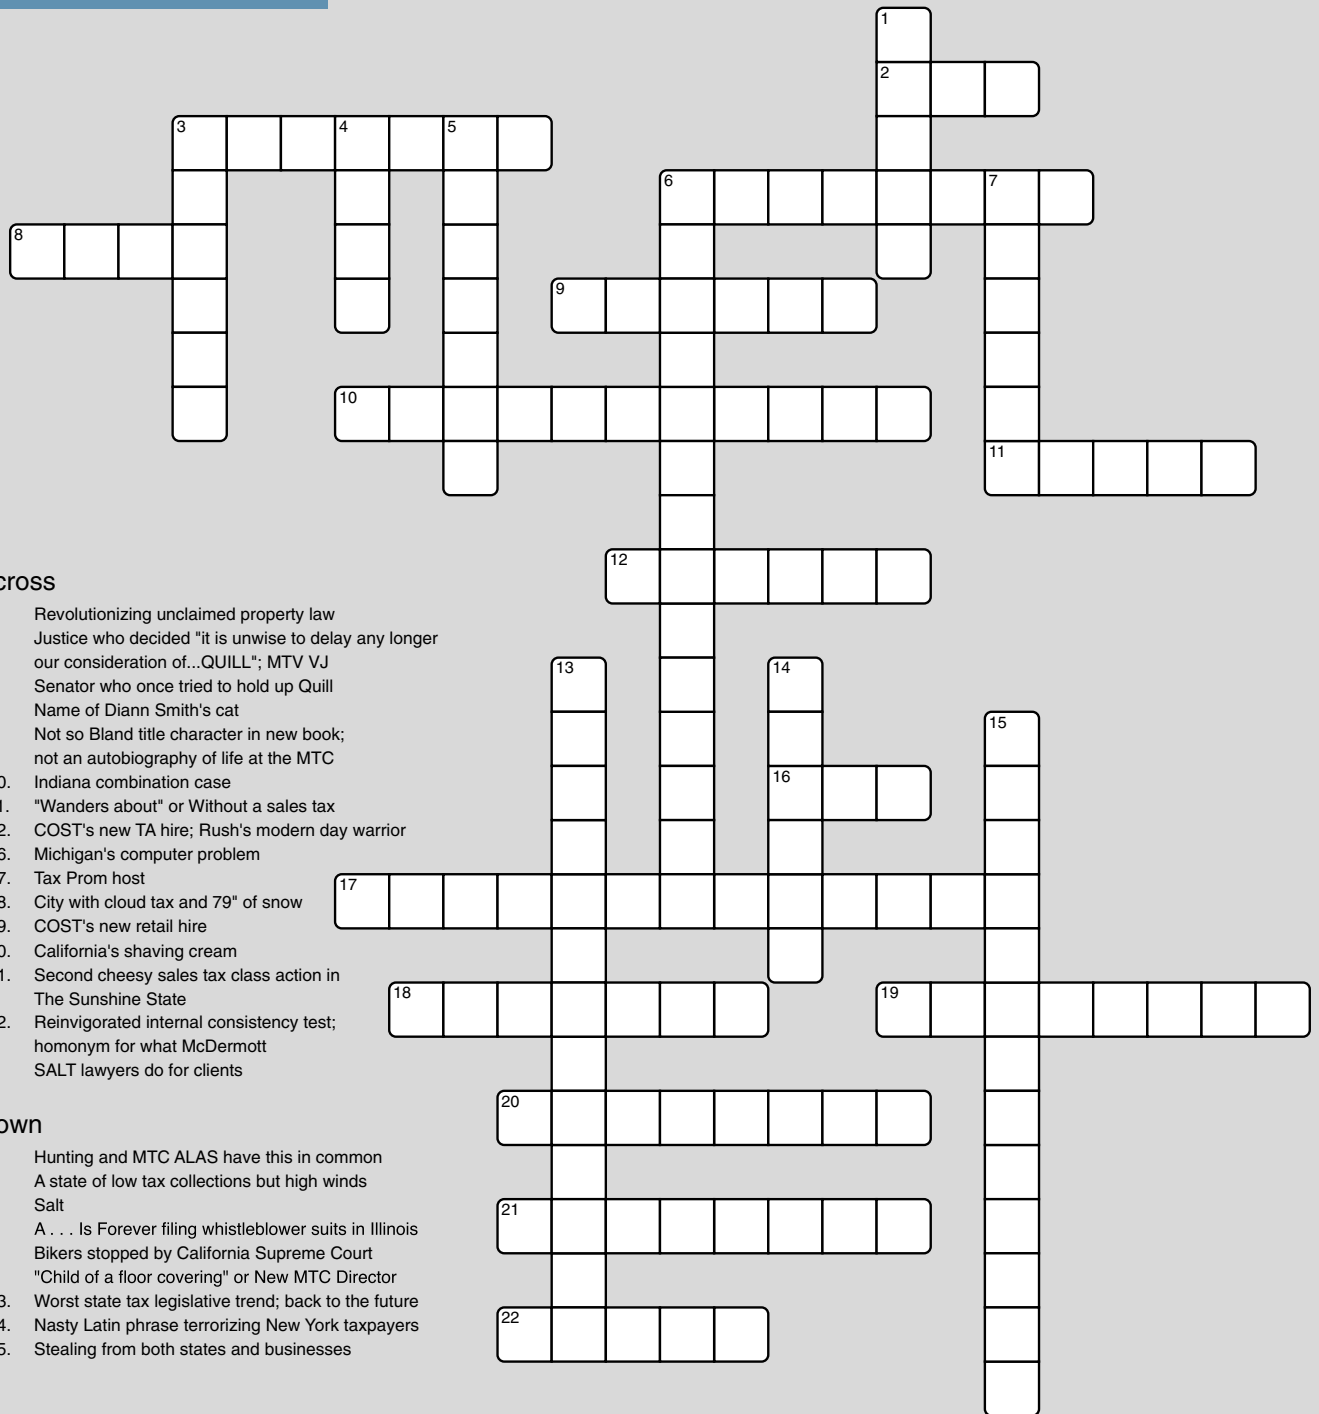 1
2
3
4
5
6
7
8
9
10
11
12
cross
Revolutionizing unclaimed property law
Justice who decided "it is unwise to delay any longer
our consideration of...QUILL"; MTV VJ
Senator who once tried to hold up Quill
13
14
Name of Diann Smith's cat
Not so Bland title character in new book;
15
not an autobiography of life at the MTC
0. Indiana combination case
16
1. "Wanders about" or Without a sales tax
2. COST's new TA hire; Rush's modern day warrior
6. Michigan's computer problem
7. Tax Prom host
17
8. City with cloud tax and 79" of snow
9. COST's new retail hire
0. California's shaving cream
1. Second cheesy sales tax class action in
The Sunshine State
18
19
2. Reinvigorated internal consistency test;
homonym for what McDermott
SALT lawyers do for clients
20
own
Hunting and MTC ALAS have this in common
A state of low tax collections but high winds
Salt
21
A . . . Is Forever filing whistleblower suits in Illinois
Bikers stopped by California Supreme Court
"Child of a floor covering" or New MTC Director
3. Worst state tax legislative trend; back to the future
22
4. Nasty Latin phrase terrorizing New York taxpayers
5. Stealing from both states and businesses